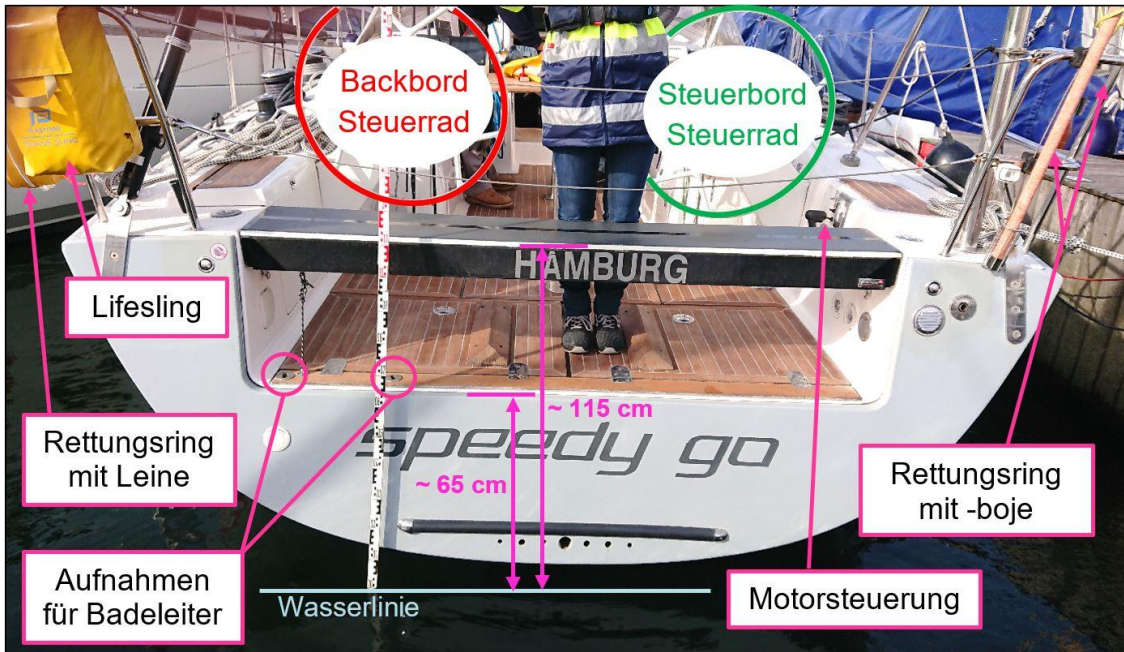 Backbord
Steuerrad
Steuerbord
Steuerrad
HAMBURG
Lifesling
~ 115 cm
speedy go
Rettungsring
mit Leine
~ 65 cm
Rettungsring
mit -boje
Aufnahmen
für Badeleiter
Wasserlinie
Motorsteuerung